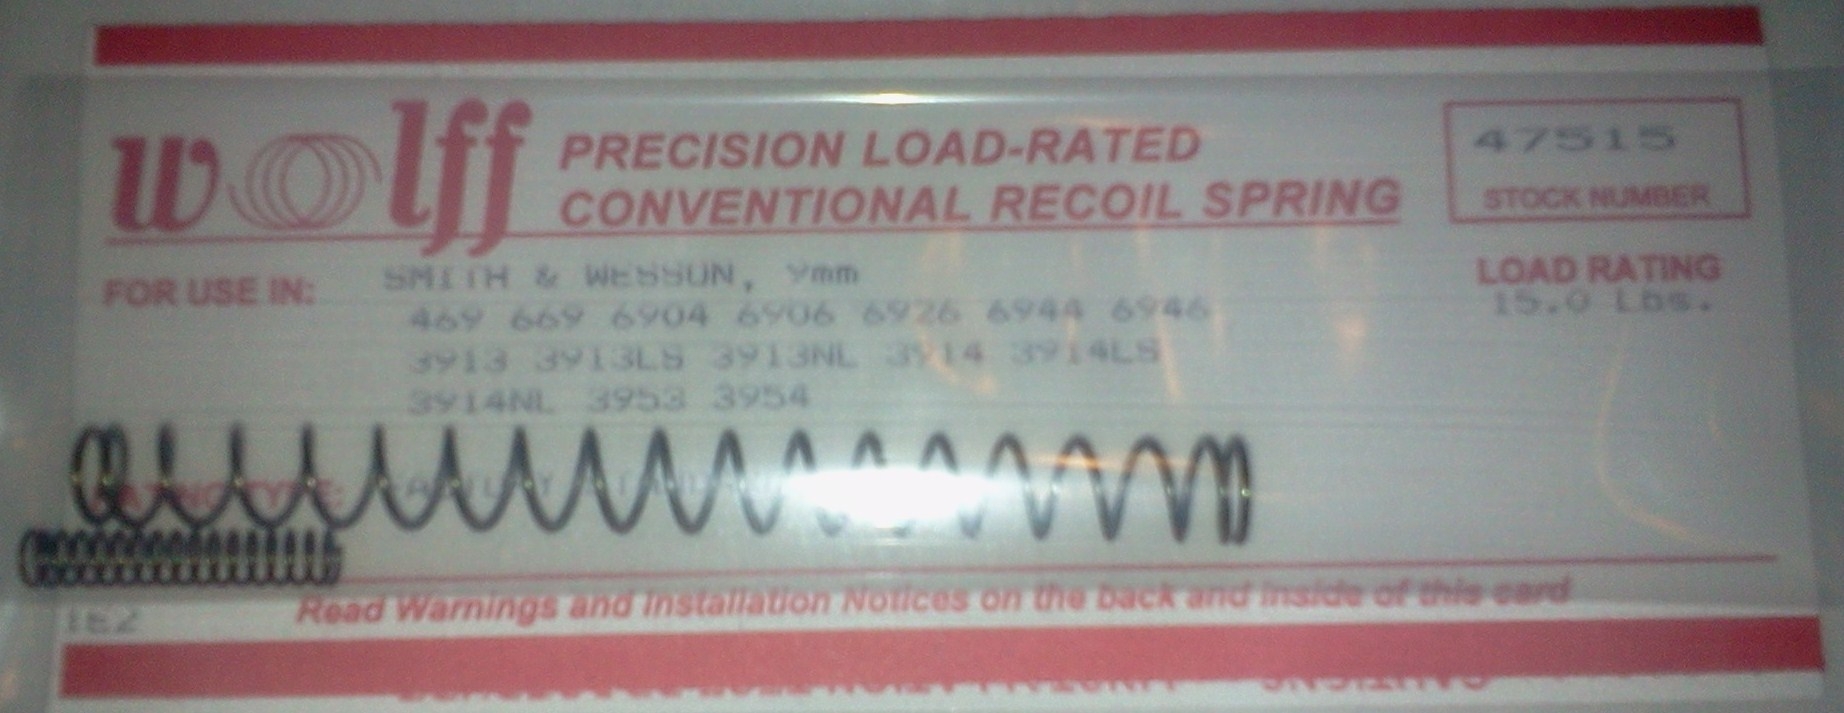 wolff
PRECISION LOAD-RATED
CONVENTIONAL RECOIL SPRING
47515
STOCK NUMBER
FOR USE IN: SMITH & WESSON, 9mm
469 669 6904 6906 6926 6944 6946
3913 3913LS 3913NL 3914 3914LS
3914NL 3953 3954
LOAD RATING
15.0 Lbs.
RATING TYPE:
Read Warnings and Installation Notices on the back and inside of this card